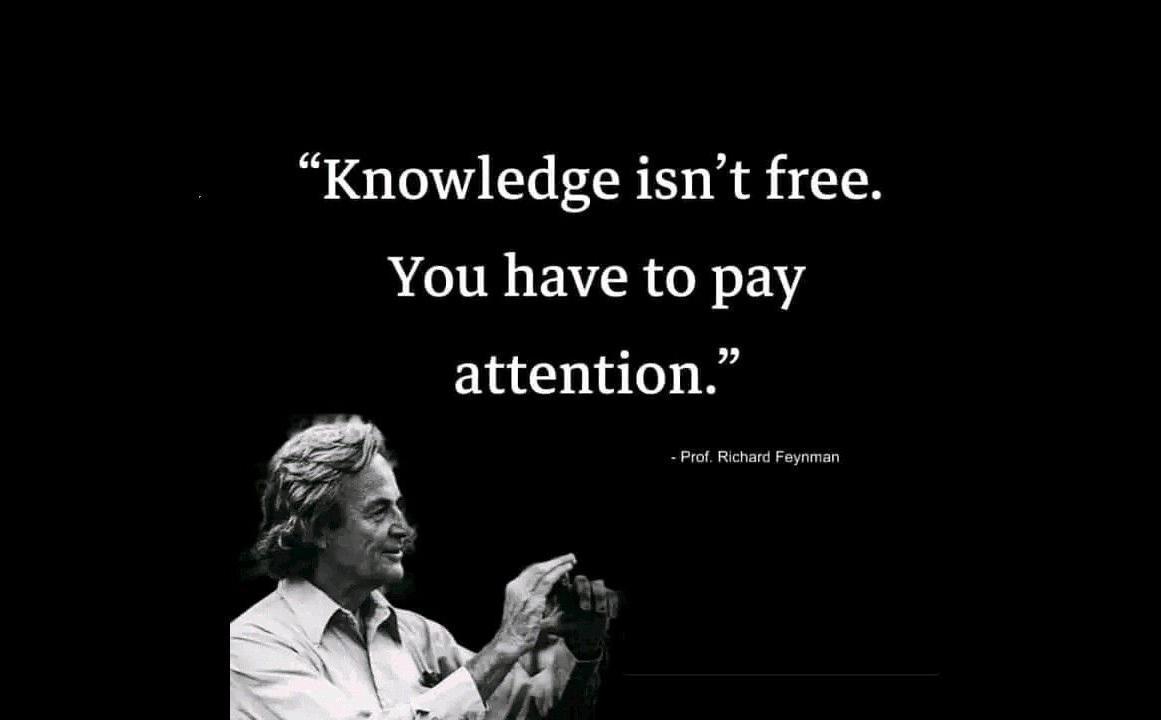 “Knowledge isn’t free.
You have to pay
attention.”
- Prof. Richard Feynman